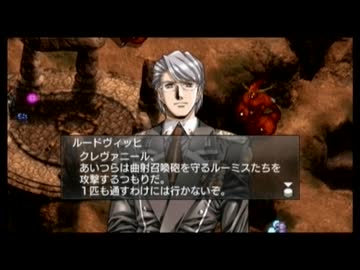 ルードヴィッヒ
クレヴァニール。
あいつらは曲射召喚砲を守るルーミスたちを
攻撃するつもりだ。
１匹も通すわけには行かないぞ。